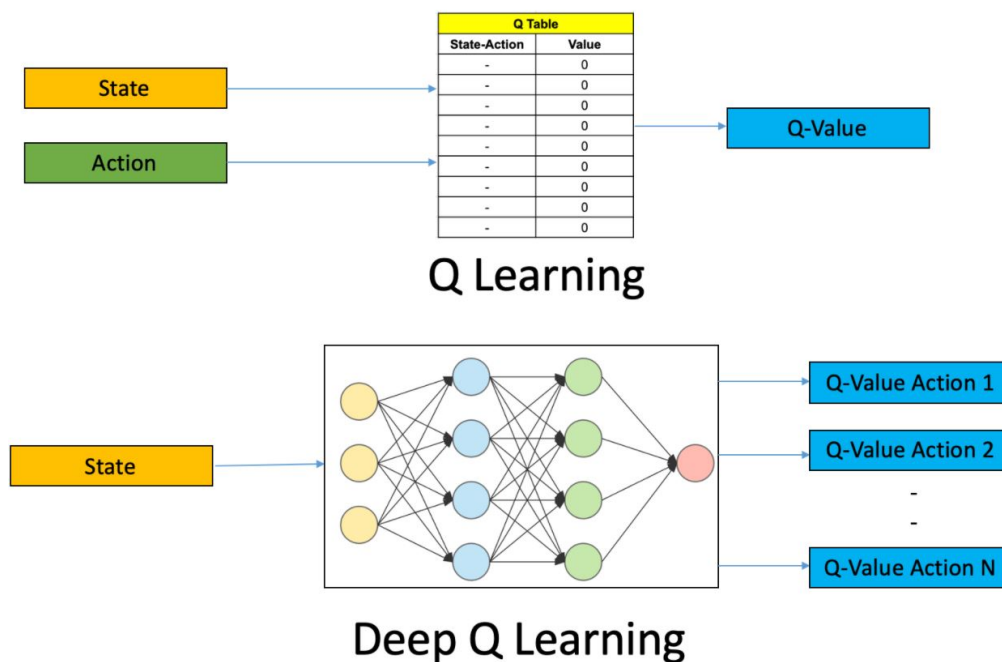 Q Table
State-Action Value
- 0
- 0
- 0
- 0
- 0
- 0
- 0
- 0
- 0
State
Action
Q-Value
Q Learning
State
Q-Value Action 1
Q-Value Action 2
-
-
Q-Value Action N
Deep Q Learning